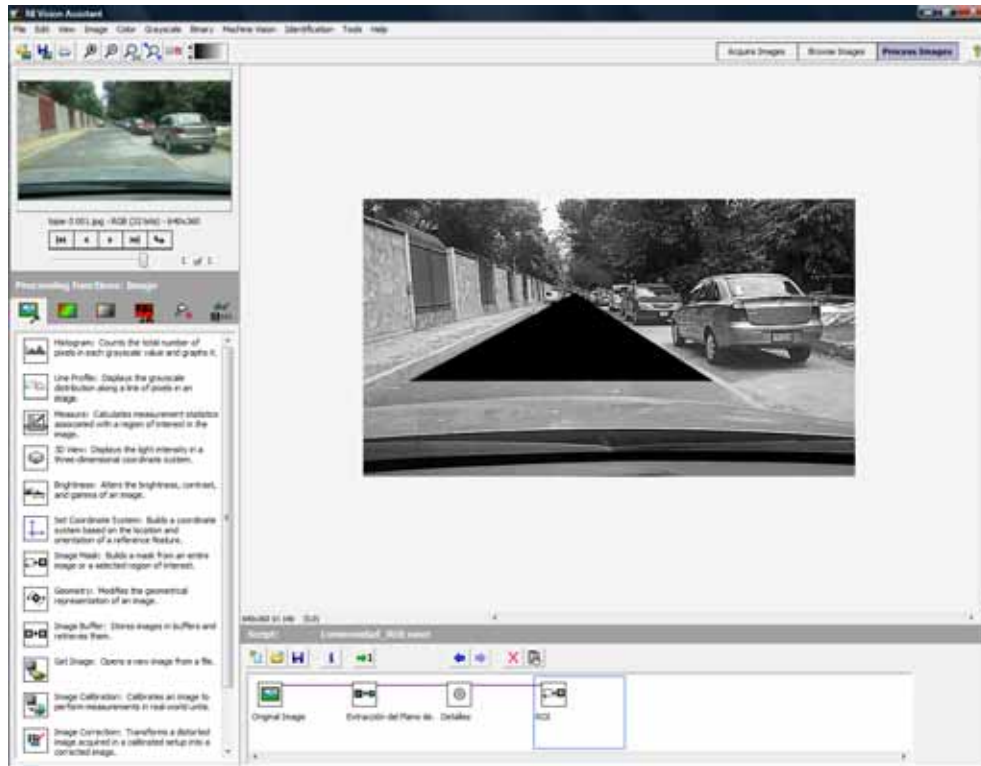 NI Vision Assistant
File Edit View Image Color Grayscale Binary Machine Vision Identification Tools Help
Acquire Images Browse Images Process Images
1 of 1
Processing Functions: Image
Histogram: Counts the total number of
pixels in each grayscale value and graphs it.
Line Profile: Displays the grayscale
distribution along a line of pixels in an
image.
Measure: Calculates measurement statistics
associated with a region of interest in the
image.
3D View: Displays the light intensity in a
three-dimensional coordinate system.
Brightness: Alters the brightness, contrast,
and gamma of an image.
Set Coordinate System: Builds a coordinate
system based on the location and
orientation of a reference feature.
Image Mask: Builds a mask from an entire
image or a selected region of interest.
Geometry: Modifies the geometrical
representation of an image.
Image Buffer: Stores images in buffers and
retrieves them.
Get Image: Opens a new image from a file.
Image Calibration: Calibrates an image to
perform measurements in real-world units.
Image Correction: Transforms a distorted
image acquired in a calibrated setup into a
corrected image.
Script:
Original Image Extracción del Plano de. Detalles ROI